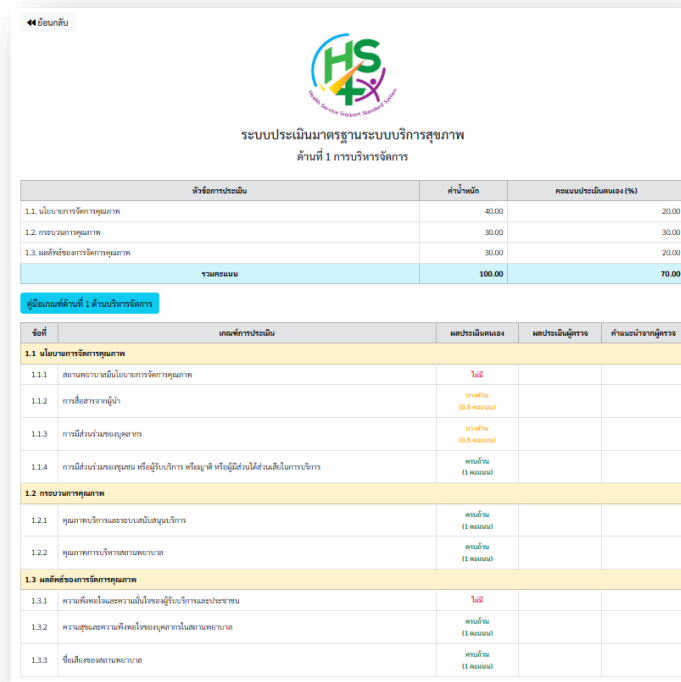 ย้อนกลับ
HS4
Health Service Support Standard System
ระบบประเมินมาตรฐานระบบบริการสุขภาพ
ด้านที่ 1 การบริหารจัดการ
หัวข้อการประเมิน ค่าน้ำหนัก คะแนนประเมินตนเอง (%)
1.1. นโยบายการจัดการคุณภาพ 40.00 20.00
1.2. กระบวนการคุณภาพ 30.00 30.00
1.3. ผลลัพธ์ของการจัดการคุณภาพ 30.00 20.00
รวมคะแนน 100.00 70.00
คู่มือเกณฑ์ด้านที่ 1 ด้านบริหารจัดการ
ข้อที่ เกณฑ์การประเมิน ผลประเมินตนเอง ผลประเมินผู้ตรวจ คำแนะนำจากผู้ตรวจ
1.1 นโยบายการจัดการคุณภาพ
1.1.1 สถานพยาบาลมีนโยบายการจัดการคุณภาพ ไม่มี
1.1.2 การสื่อสารจากผู้นำ บางส่วน
(0.5 คะแนน)
1.1.3 การมีส่วนร่วมของบุคลากร บางส่วน
(0.5 คะแนน)
1.1.4 การมีส่วนร่วมของชุมชน หรือผู้รับบริการ หรือญาติ หรือผู้มีส่วนได้ส่วนเสียในการบริการ ครบถ้วน
(1 คะแนน)
1.2 กระบวนการคุณภาพ
1.2.1 คุณภาพบริการและระบบสนับสนุนบริการ ครบถ้วน
(1 คะแนน)
1.2.2 คุณภาพการบริหารสถานพยาบาล ครบถ้วน
(1 คะแนน)
1.3 ผลลัพธ์ของการจัดการคุณภาพ
1.3.1 ความพึงพอใจและความมั่นใจของผู้รับบริการและประชาชน ไม่มี
1.3.2 ความสุขและความพึงพอใจของบุคลากรในสถานพยาบาล ครบถ้วน
(1 คะแนน)
1.3.3 ชื่อเสียงของสถานพยาบาล ครบถ้วน
(1 คะแนน)